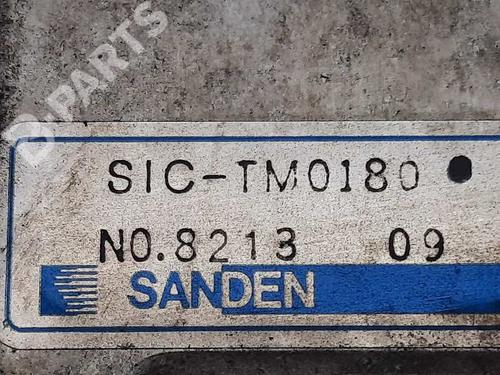 B-PARTS
SIC-TM0180
NO.8213 09
SANDEN